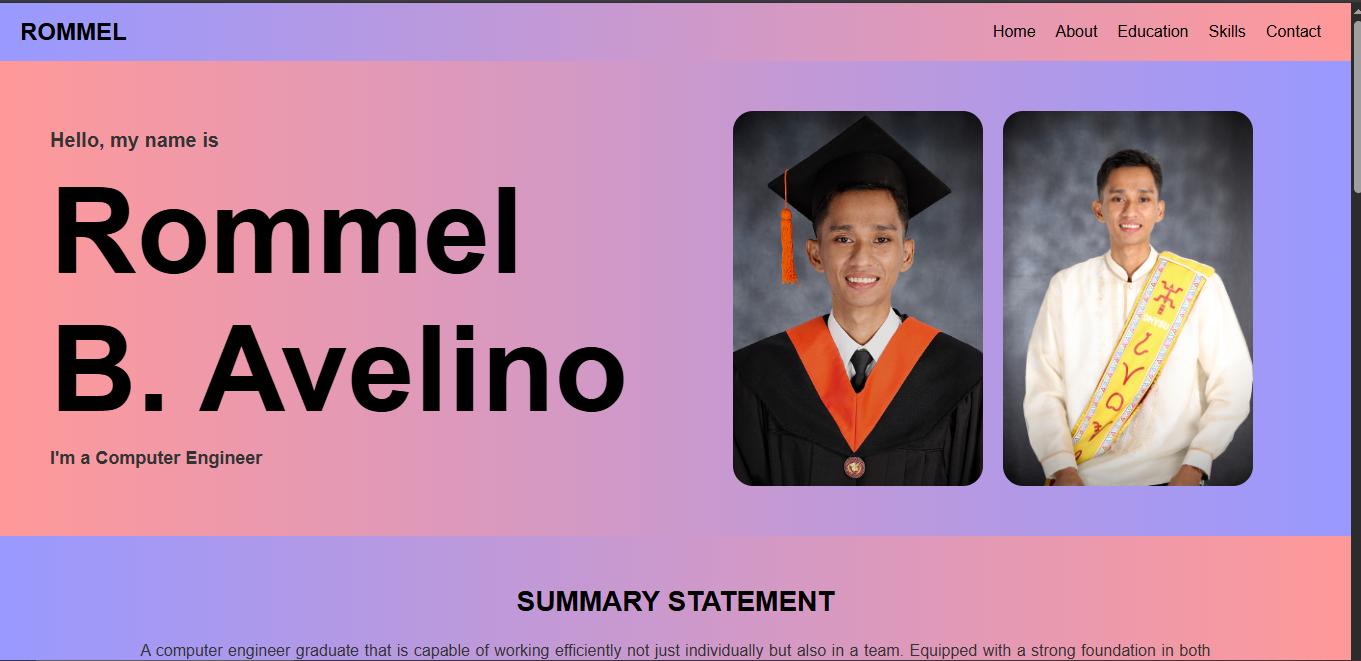 ROMMEL
Home About Education Skills Contact
Hello, my name is
Rommel
B. Avelino
I'm a Computer Engineer
SUMMARY STATEMENT
A computer engineer graduate that is capable of working efficiently not just individually but also in a team. Equipped with a strong foundation in both